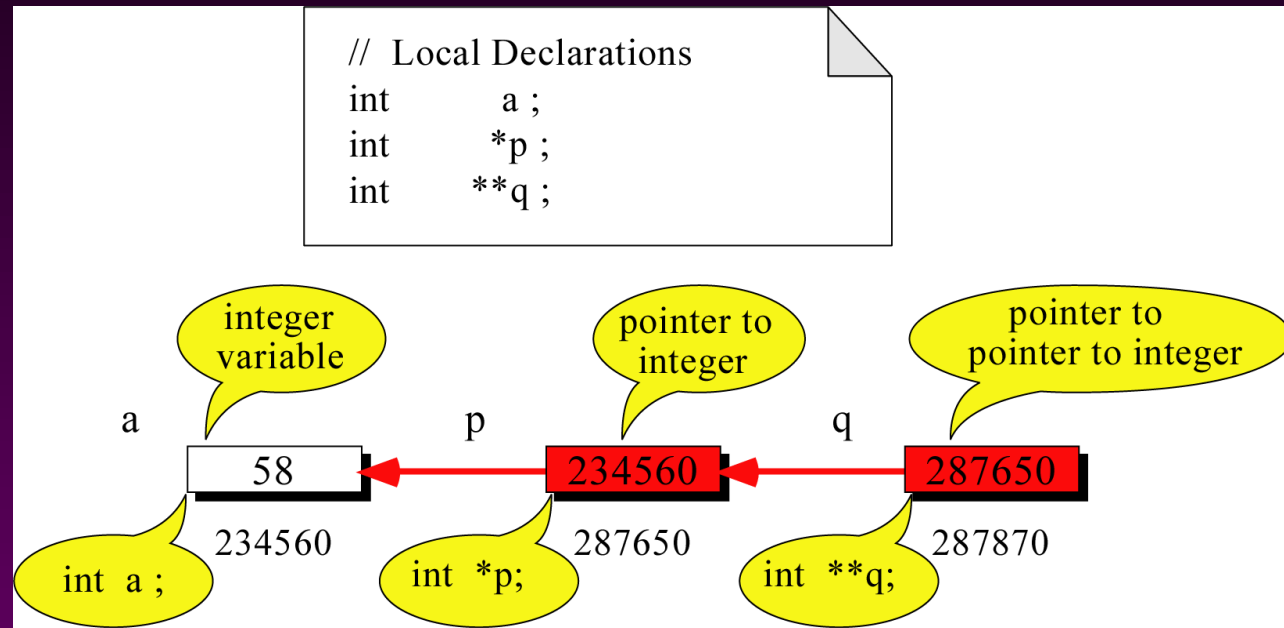 // Local Declarations
int a ;
int *p ;
int **q ;
integer
variable
pointer to
integer
pointer to
pointer to integer
a
p
q
58
234560
287650
234560
287650
287870
int a ;
int *p;
int **q;